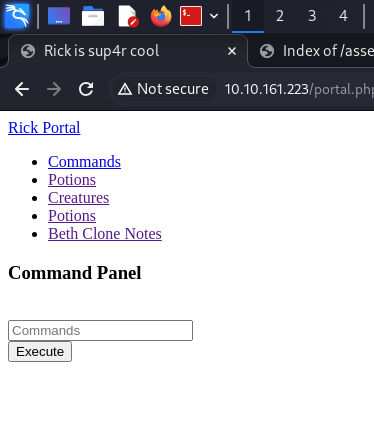 1 2 3 4
Rick is sup4r cool × Index of /asse
Not secure 10.10.161.223/portal.php
Rick Portal
Commands
Potions
Creatures
Potions
Beth Clone Notes
Command Panel
Commands
Execute